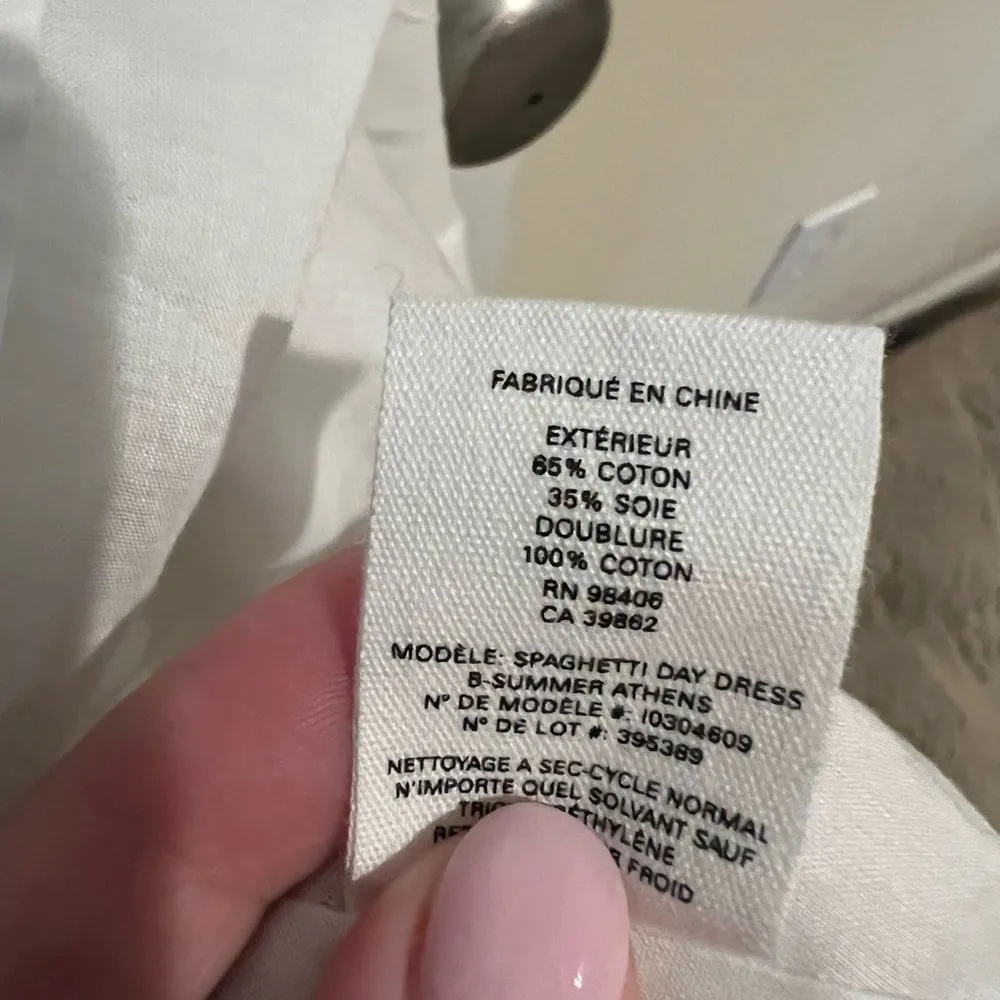 FABRIQUÉ EN CHINE
EXTÉRIEUR
65% COTON
35% SOIE
DOUBLURE
100% COTON
RN 98406
CA 39862
MODÈLE: SPAGHETTI DAY DRESS
B-SUMMER ATHENS
N° DE MODÈLE #: I0304609
N° DE LOT #: 395389
NETTOYAGE A SEC-CYCLE NORMAL
N'IMPORTE QUEL SOLVANT SAUF
FROID